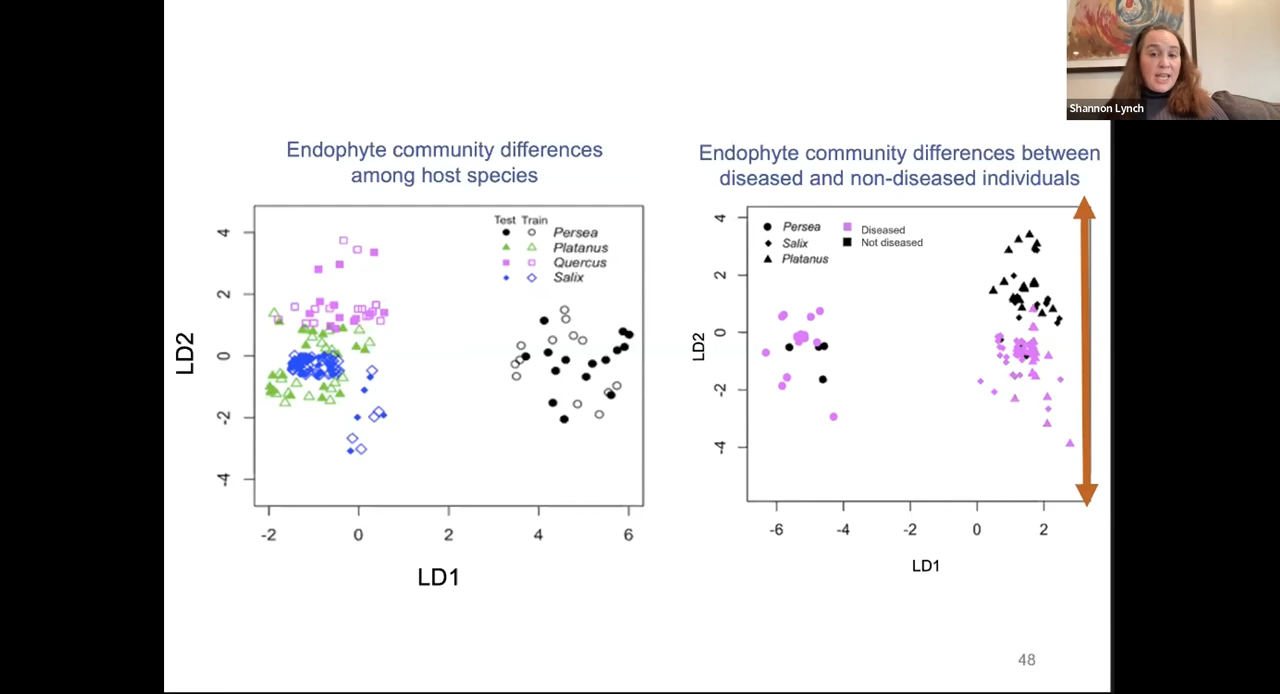 Shannon Lynch
Endophyte community differences
among host species
Test Train
Persea
Platanus
Quercus
Salix
4
2
0
-2
-4
LD2
-2 0 2 4 6
LD1
Endophyte community differences between
diseased and non-diseased individuals
Persea
Salix
Platanus
Diseased
Not diseased
4
2
0
-2
-4
LD2
-6 -4 -2 0 2
LD1
48